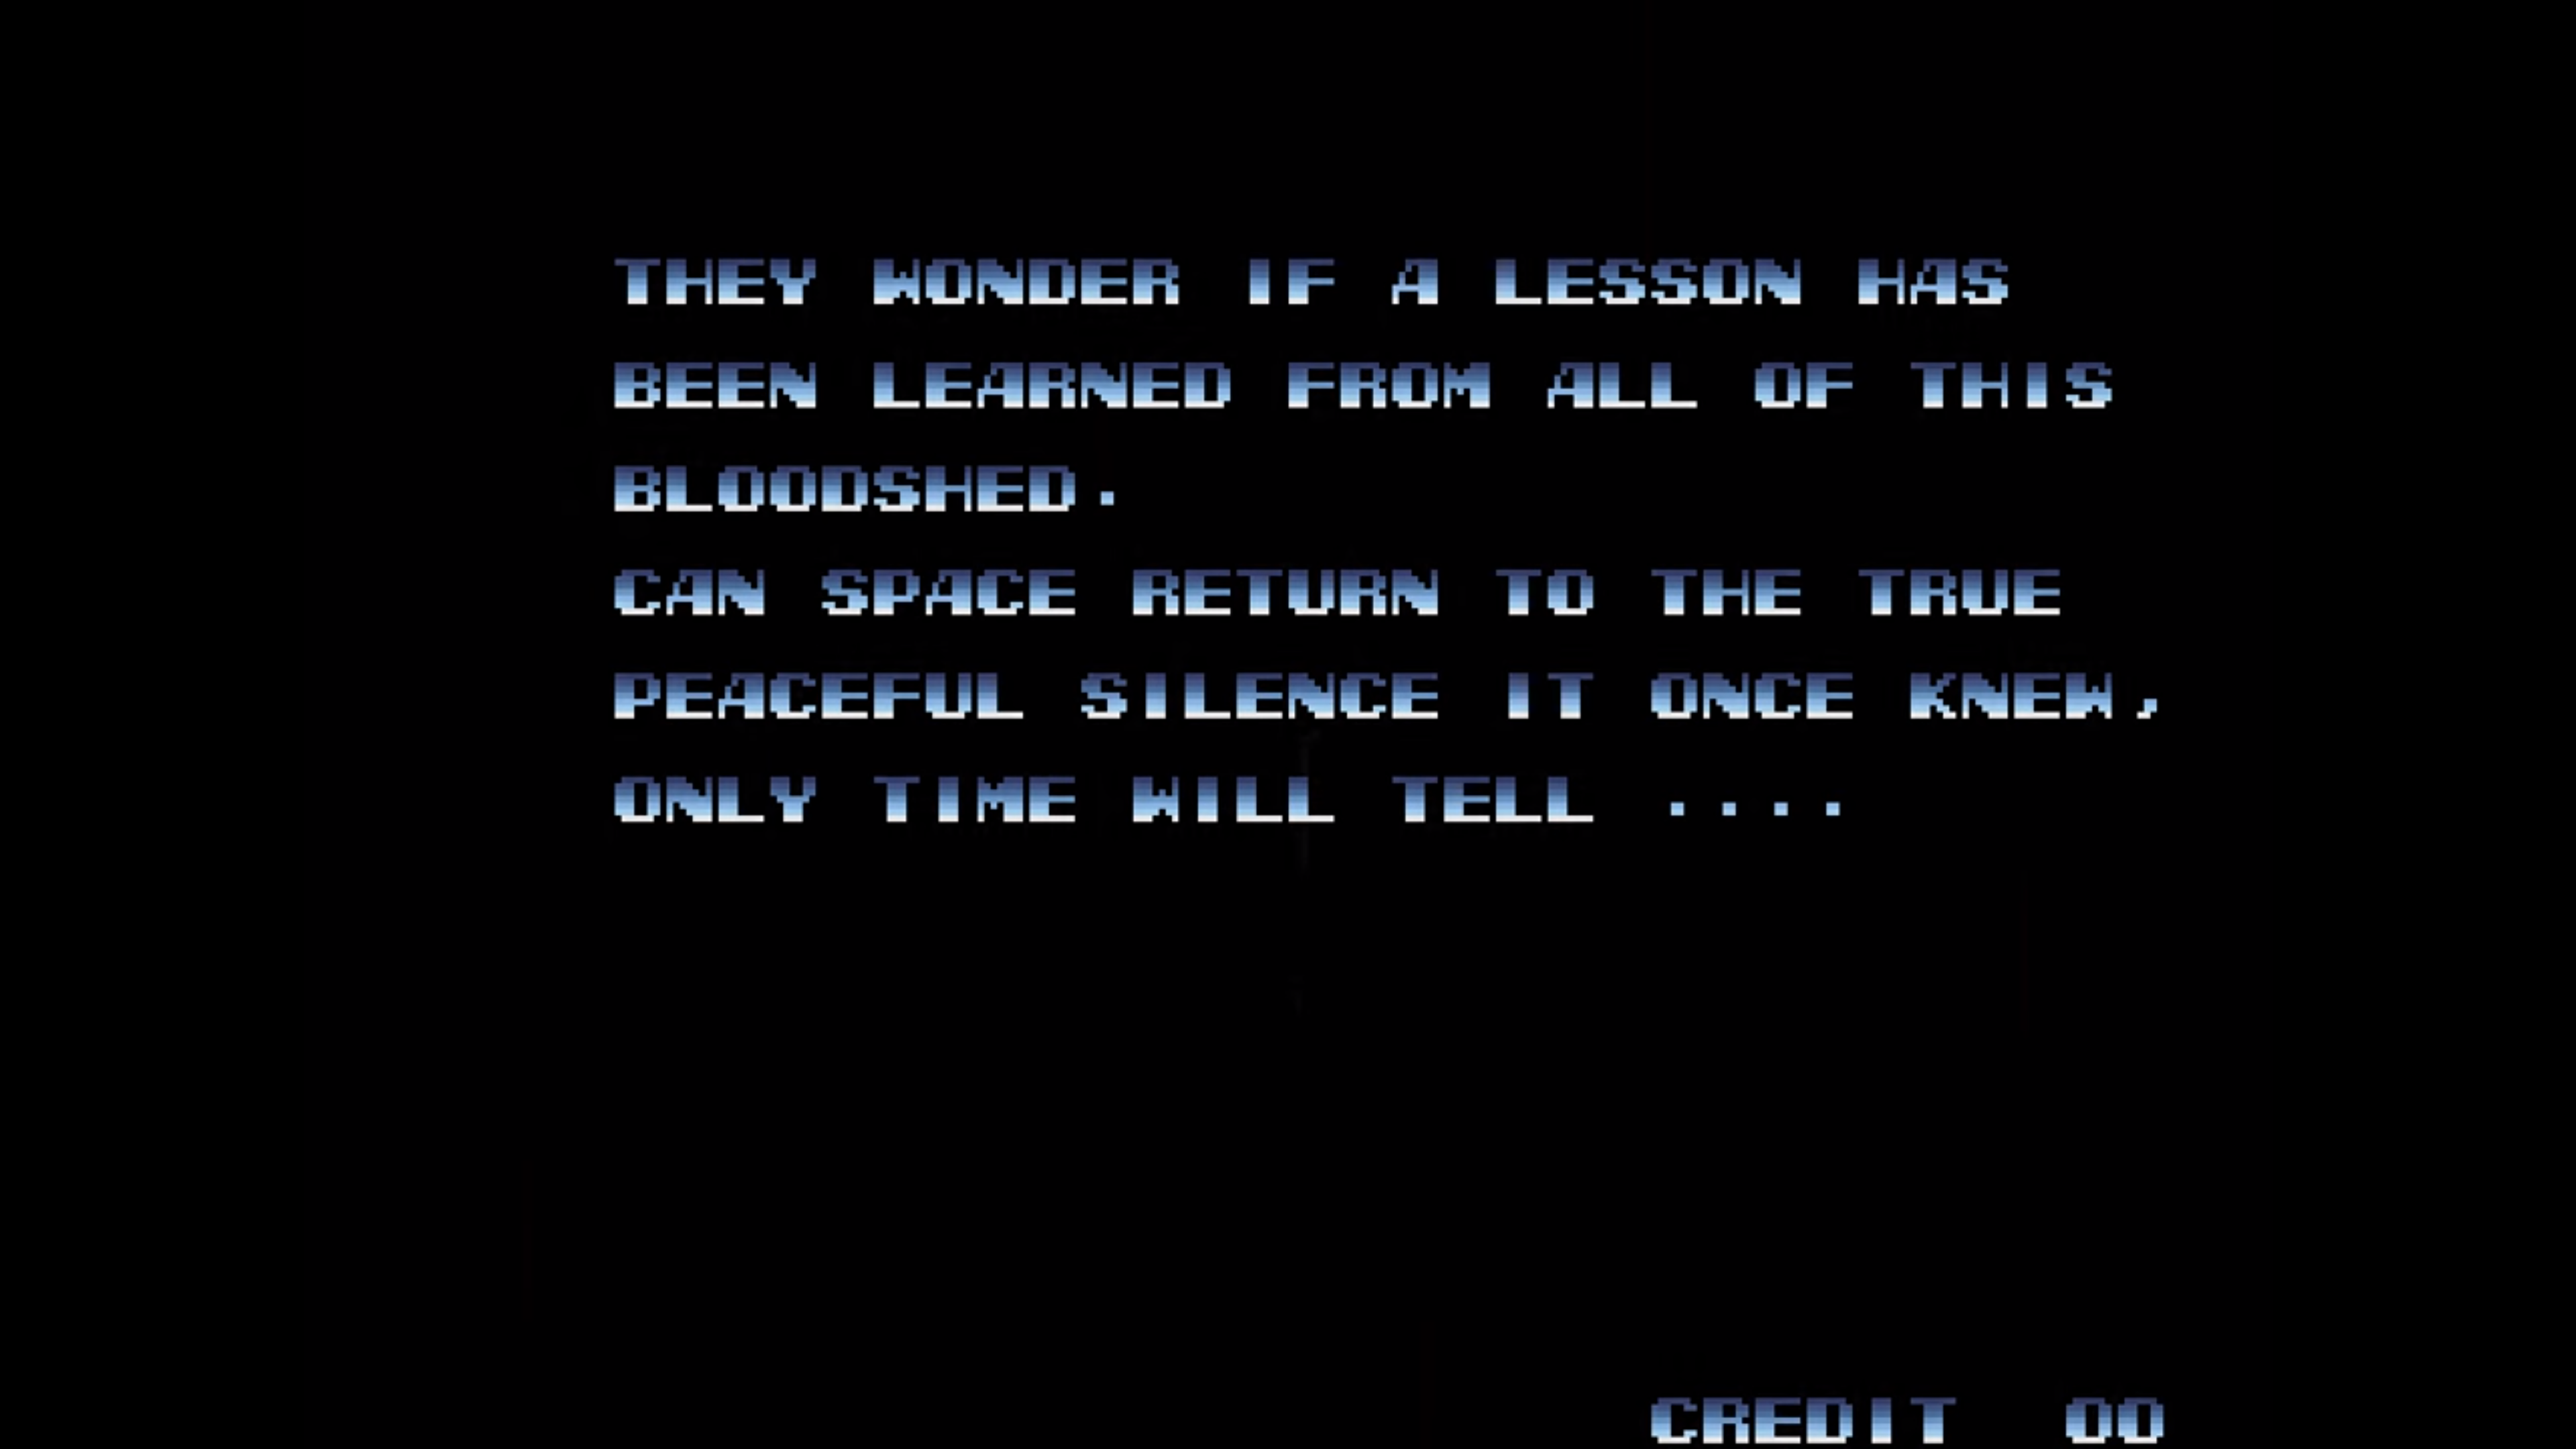 THEY WONDER IF A LESSON HAS
BEEN LEARNED FROM ALL OF THIS
BLOODSHED.
CAN SPACE RETURN TO THE TRUE
PEACEFUL SILENCE IT ONCE KNEW,
ONLY TIME WILL TELL ....
CREDIT 00